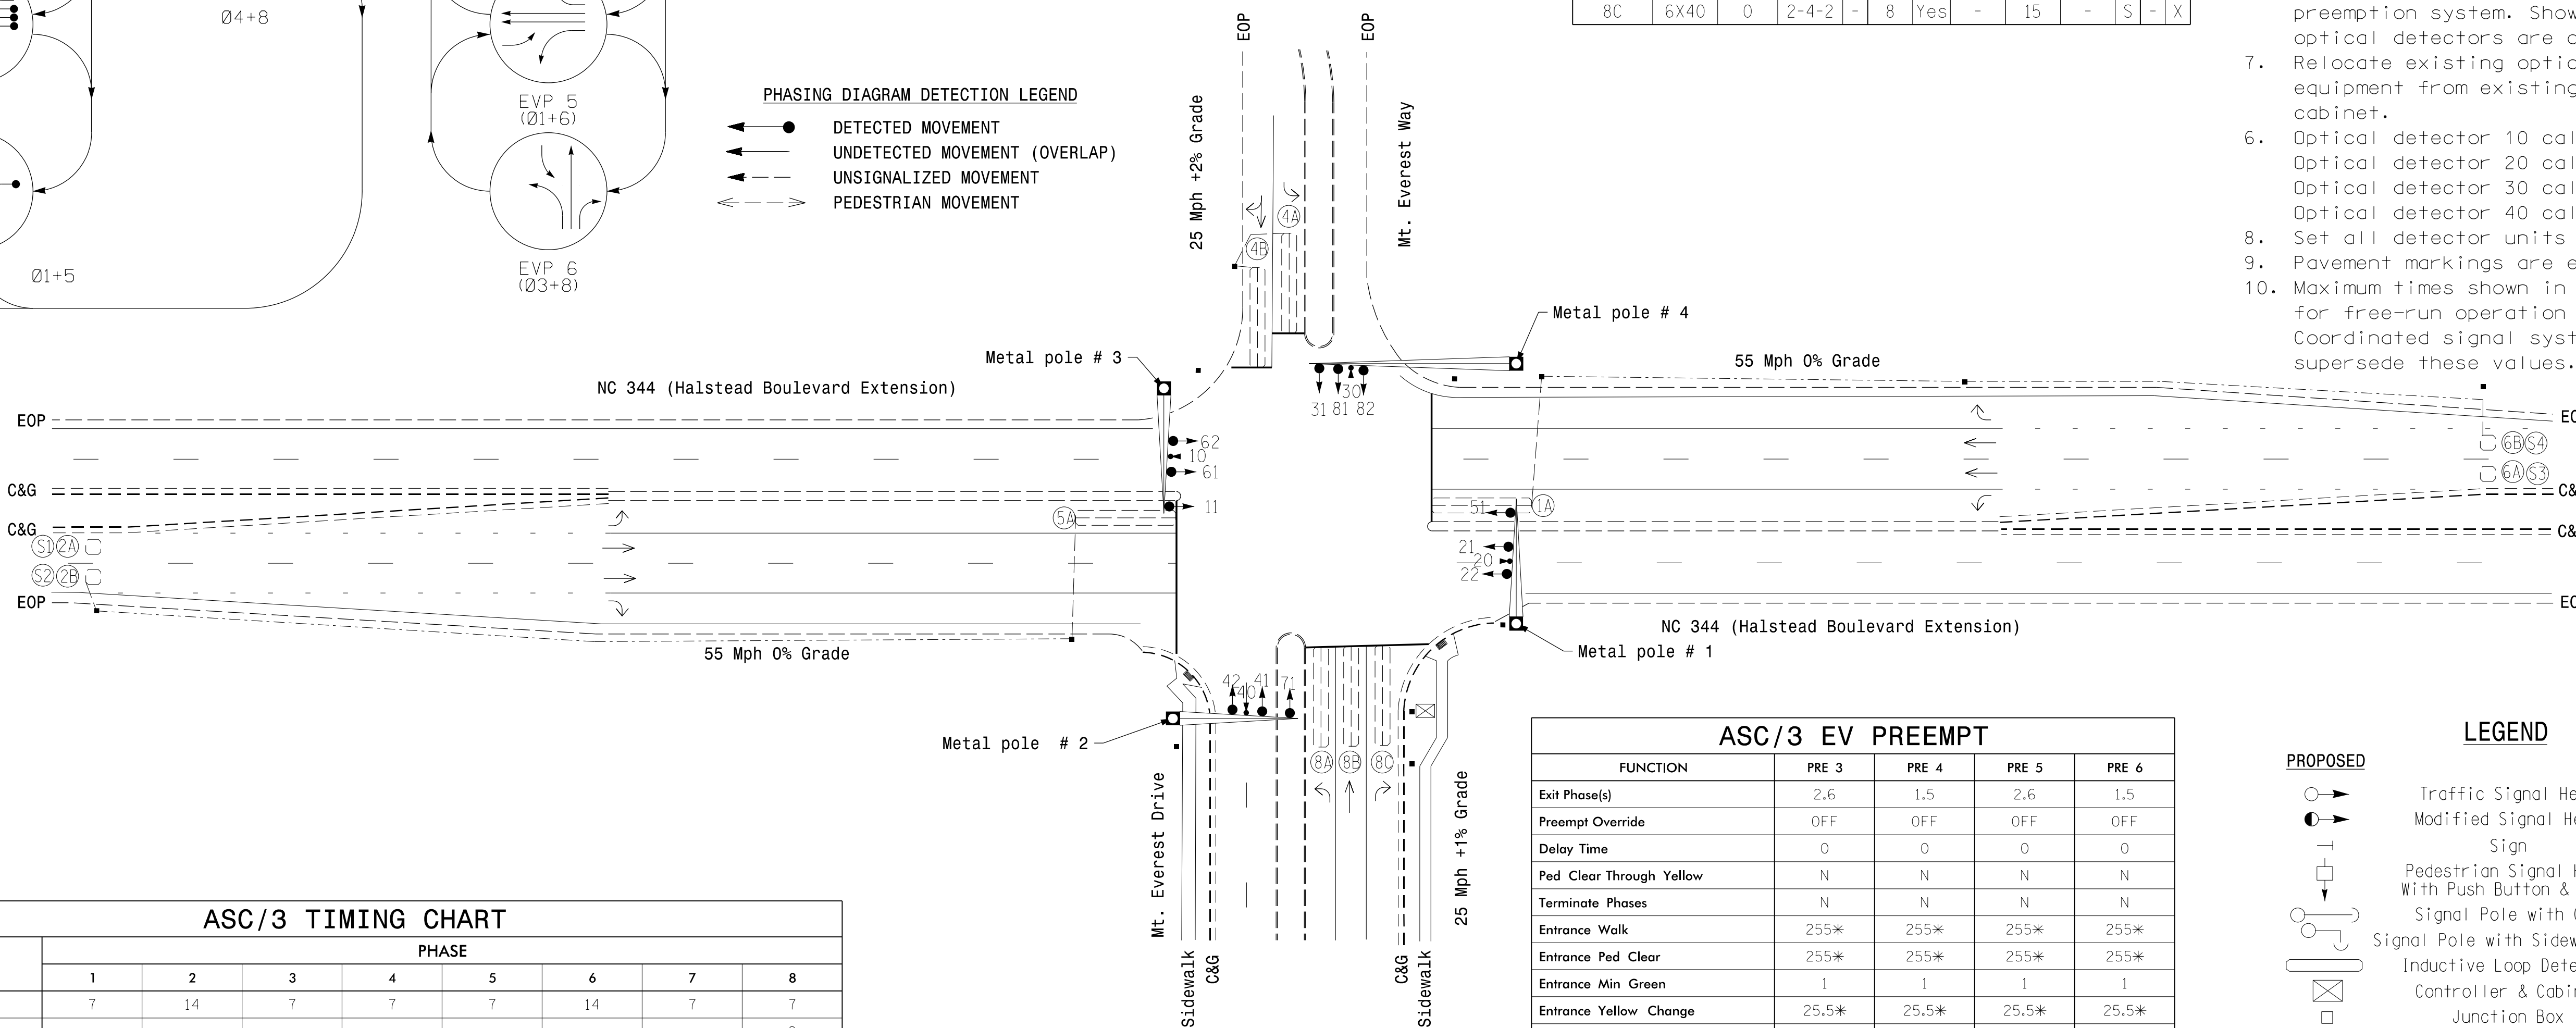 Ø4+8
Ø1+5
EVP 5
(Ø1+6)
EVP 6
(Ø3+8)
PHASING DIAGRAM DETECTION LEGEND
DETECTED MOVEMENT
UNDETECTED MOVEMENT (OVERLAP)
UNSIGNALIZED MOVEMENT
PEDESTRIAN MOVEMENT
8C 6X40 0 2-4-2 - 8 Yes - 15 - S - X
preemption system. Show
optical detectors are
7. Relocate existing
equipment from existing
cabinet.
6. Optical detector 10
Optical detector 20
Optical detector 30
Optical detector 40
8. Set all detector units
9. Pavement markings are
10. Maximum times shown in
for free-run operation
Coordinated signal
supersede these values.
EOP
EOP
25 Mph +2% Grade
Mt. Everest Way
4A
4B
Metal pole # 4
Metal pole # 3
NC 344 (Halstead Boulevard Extension)
55 Mph 0% Grade
31 81 30 82
EOP
62
10
61
11
C&G
C&G
5A
S1 2A
S2 2B
EOP
55 Mph 0% Grade
6B S4
6A S3
1A
51
21
20
22
NC 344 (Halstead Boulevard Extension)
Metal pole # 1
42 40 41 71
Metal pole # 2
8A 8B 8C
Mt. Everest Drive
Sidewalk
C&G
C&G
Sidewalk
25 Mph +1% Grade
ASC/3 TIMING CHART
PHASE
1 2 3 4 5 6 7 8
7 14 7 7 7 14 7 7
ASC/3 EV PREEMPT
FUNCTION PRE 3 PRE 4 PRE 5 PRE 6
Exit Phase(s) 2.6 1.5 2.6 1.5
Preempt Override OFF OFF OFF OFF
Delay Time 0 0 0 0
Ped Clear Through Yellow N N N N
Terminate Phases N N N N
Entrance Walk 255* 255* 255* 255*
Entrance Ped Clear 255* 255* 255* 255*
Entrance Min Green 1 1 1 1
Entrance Yellow Change 25.5* 25.5* 25.5* 25.5*
LEGEND
PROPOSED
Traffic Signal
Modified Signal
Sign
Pedestrian Signal
With Push Button &
Signal Pole with
Signal Pole with
Inductive Loop
Controller &
Junction Box